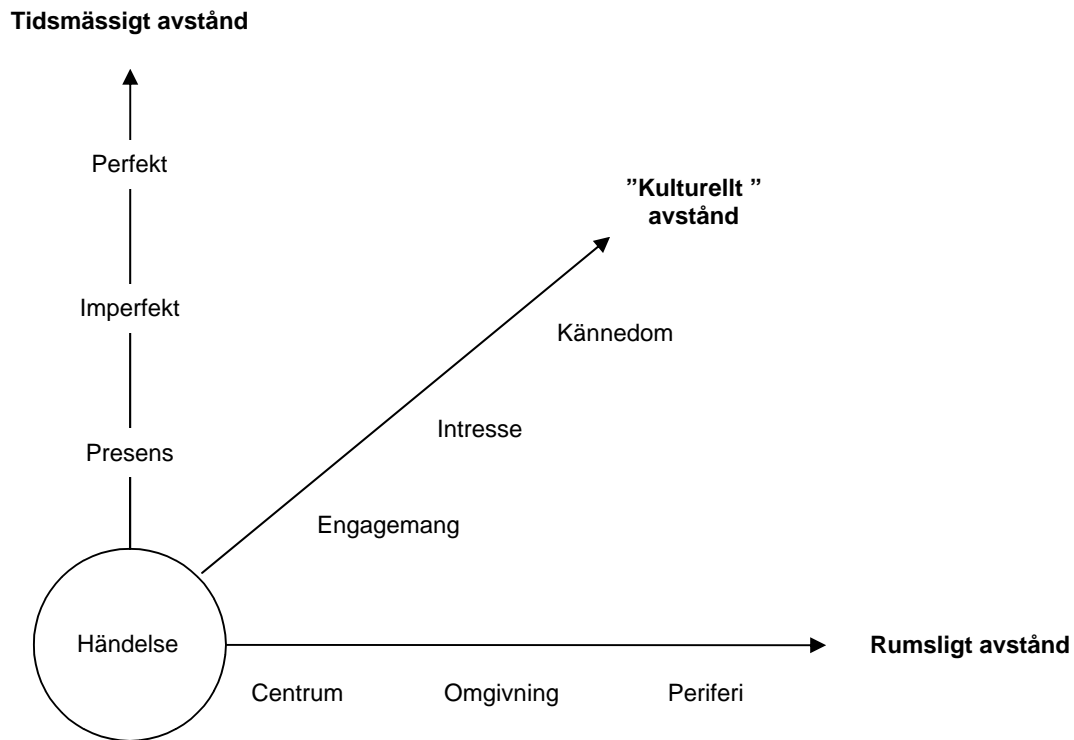 Tidsmässigt avstånd
Perfekt
”Kulturellt ”
avstånd
Imperfekt
Kännedom
Intresse
Presens
Engagemang
Händelse
Rumsligt avstånd
Centrum
Omgivning
Periferi